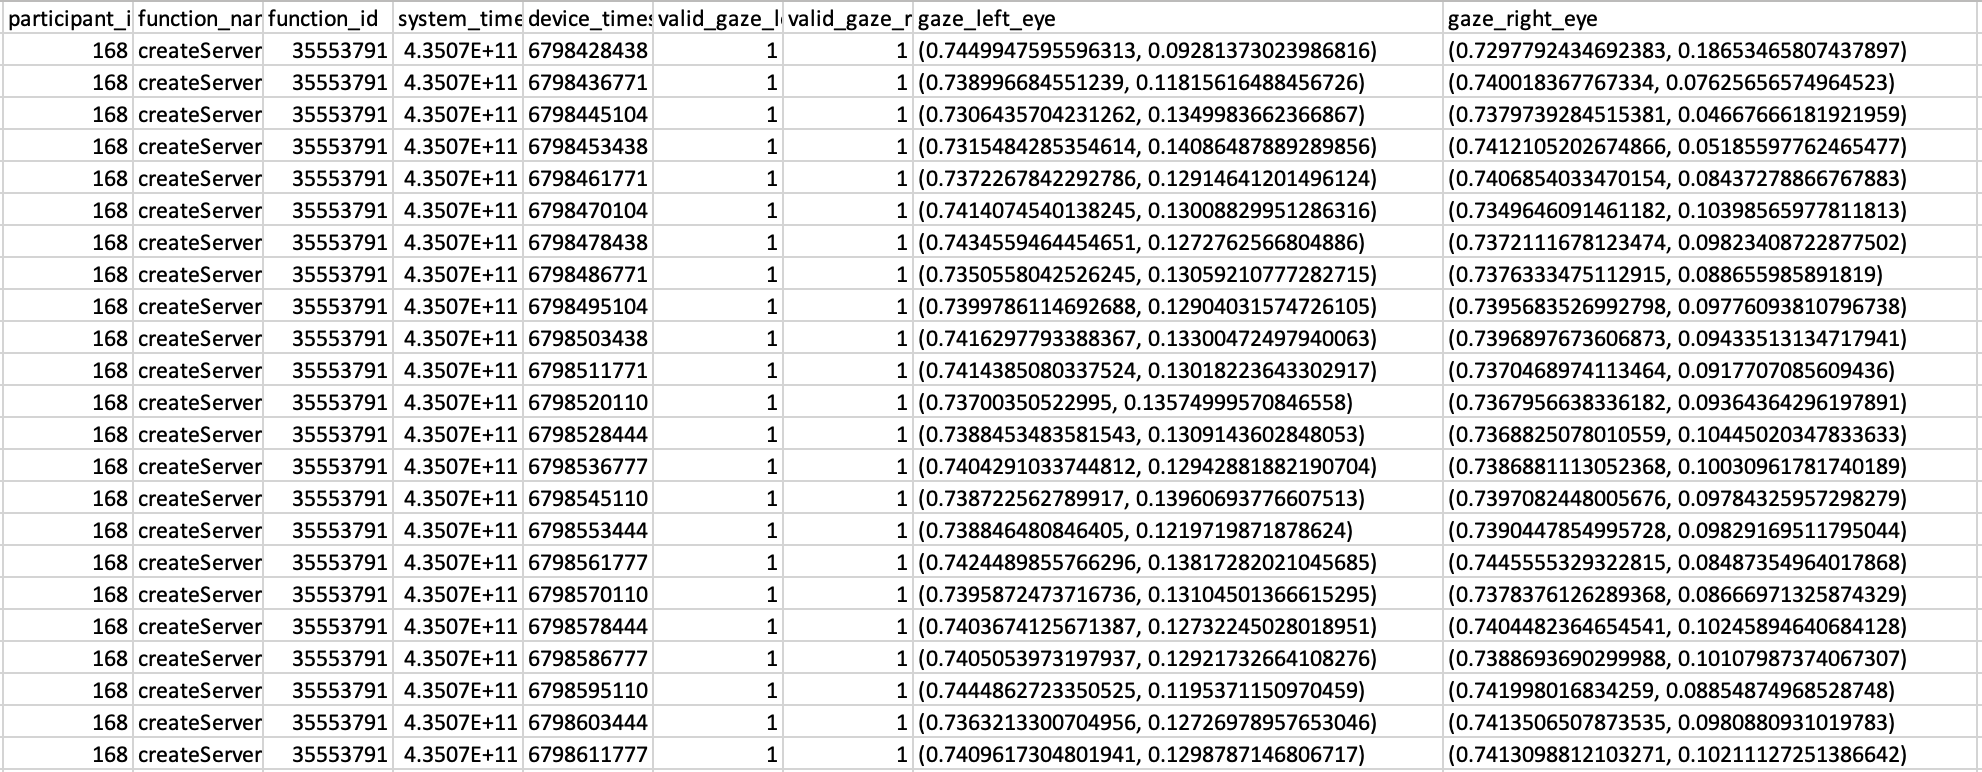 participant_i function_nar function_id system_time device_times valid_gaze_l valid_gaze_r gaze_left_eye gaze_right_eye
168 createServer 35553791 4.3507E+11 6798428438 1 1 (0.7449947595596313, 0.09281373023986816) (0.7297792434692383, 0.18653465807437897)
168 createServer 35553791 4.3507E+11 6798436771 1 1 (0.738996684551239, 0.11815616488456726) (0.740018367767334, 0.07625656574964523)
168 createServer 35553791 4.3507E+11 6798445104 1 1 (0.7306435704231262, 0.1349983662366867) (0.7379739284515381, 0.04667666181921959)
168 createServer 35553791 4.3507E+11 6798453438 1 1 (0.7315484285354614, 0.14086487889289856) (0.7412105202674866, 0.05185597762465477)
168 createServer 35553791 4.3507E+11 6798461771 1 1 (0.7372267842292786, 0.12914641201496124) (0.7406854033470154, 0.08437278866767883)
168 createServer 35553791 4.3507E+11 6798470104 1 1 (0.7414074540138245, 0.13008829951286316) (0.7349646091461182, 0.10398565977811813)
168 createServer 35553791 4.3507E+11 6798478438 1 1 (0.7434559464454651, 0.1272762566804886) (0.7372111678123474, 0.09823408722877502)
168 createServer 35553791 4.3507E+11 6798486771 1 1 (0.7350558042526245, 0.13059210777282715) (0.7376333475112915, 0.088655985891819)
168 createServer 35553791 4.3507E+11 6798495104 1 1 (0.7399786114692688, 0.12904031574726105) (0.7395683526992798, 0.09776093810796738)
168 createServer 35553791 4.3507E+11 6798503438 1 1 (0.7416297793388367, 0.13300472497940063) (0.7396897673606873, 0.09433513134717941)
168 createServer 35553791 4.3507E+11 6798511771 1 1 (0.7414385080337524, 0.13018223643302917) (0.7370468974113464, 0.0917707085609436)
168 createServer 35553791 4.3507E+11 6798520110 1 1 (0.73700350522995, 0.13574999570846558) (0.7367956638336182, 0.09364364296197891)
168 createServer 35553791 4.3507E+11 6798528444 1 1 (0.7388453483581543, 0.1309143602848053) (0.7368825078010559, 0.10445020347833633)
168 createServer 35553791 4.3507E+11 6798536777 1 1 (0.7404291033744812, 0.12942881882190704) (0.7386881113052368, 0.10030961781740189)
168 createServer 35553791 4.3507E+11 6798545110 1 1 (0.738722562789917, 0.13960693776607513) (0.7397082448005676, 0.09784325957298279)
168 createServer 35553791 4.3507E+11 6798553444 1 1 (0.738846480846405, 0.1219719871878624) (0.7390447854995728, 0.09829169511795044)
168 createServer 35553791 4.3507E+11 6798561777 1 1 (0.7424489855766296, 0.13817282021045685) (0.7445555329322815, 0.08487354964017868)
168 createServer 35553791 4.3507E+11 6798570110 1 1 (0.7395872473716736, 0.13104501366615295) (0.7378376126289368, 0.08666971325874329)
168 createServer 35553791 4.3507E+11 6798578444 1 1 (0.7403674125671387, 0.12732245028018951) (0.7404482364654541, 0.10245894640684128)
168 createServer 35553791 4.3507E+11 6798586777 1 1 (0.7405053973197937, 0.12921732664108276) (0.7388693690299988, 0.10107987374067307)
168 createServer 35553791 4.3507E+11 6798595110 1 1 (0.7444862723350525, 0.1195371150970459) (0.741998016834259, 0.08854874968528748)
168 createServer 35553791 4.3507E+11 6798603444 1 1 (0.7363213300704956, 0.12726978957653046) (0.7413506507873535, 0.0980880931019783)
168 createServer 35553791 4.3507E+11 6798611777 1 1 (0.7409617304801941, 0.1298787146806717) (0.7413098812103271, 0.10211127251386642)